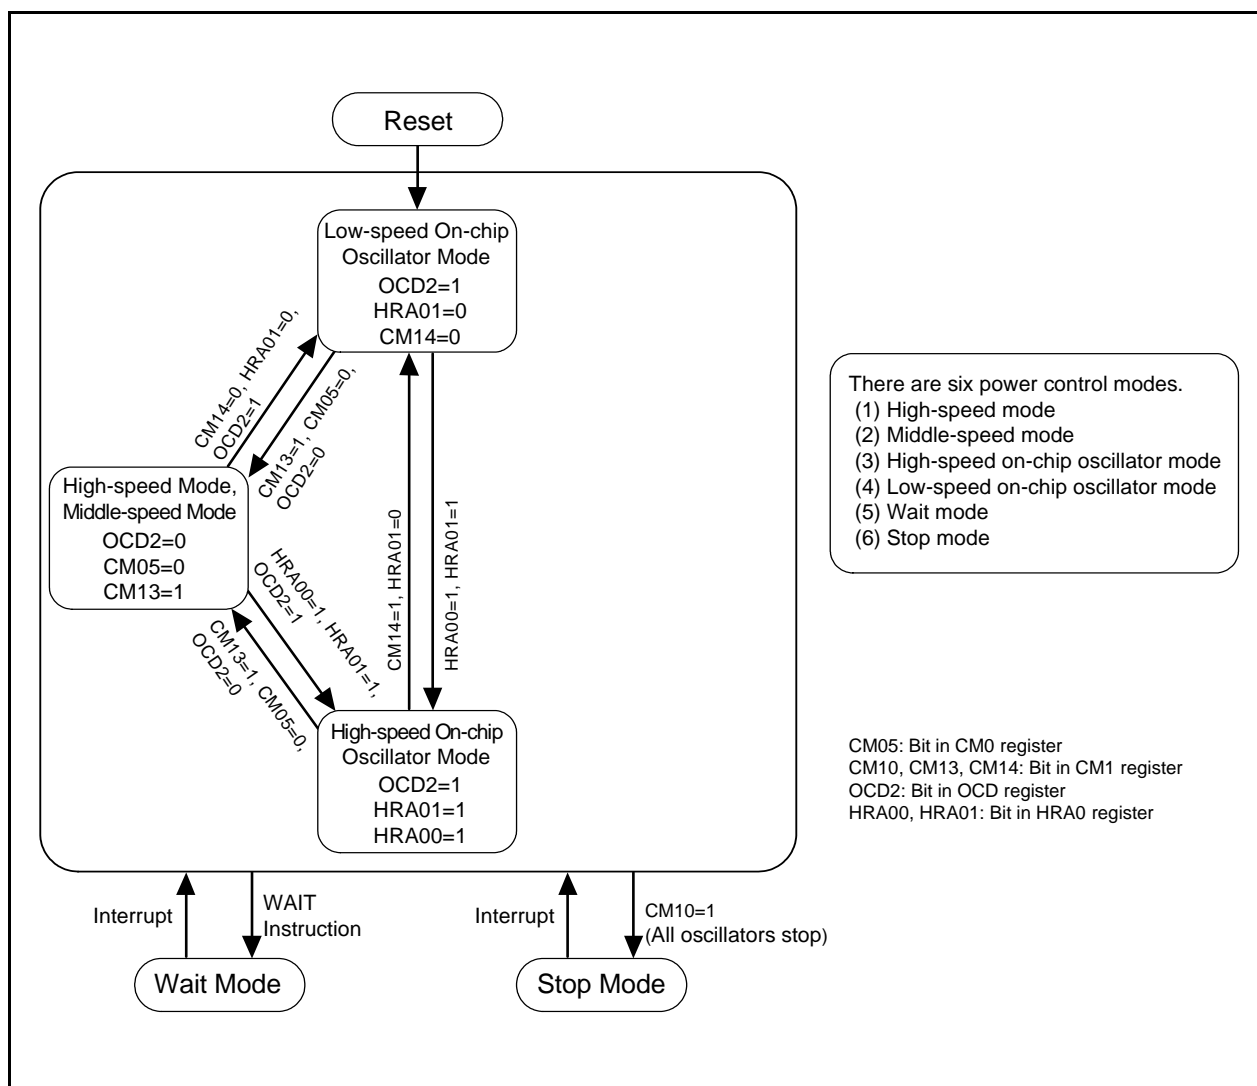 Reset
Low-speed On-chip
Oscillator Mode
OCD2=1
HRA01=0
CM14=0
CM14=0, HRA01=0,
OCD2=1
CM13=1, CM05=0,
OCD2=0
High-speed Mode,
Middle-speed Mode
OCD2=0
CM05=0
CM13=1
HRA00=1, HRA01=1,
OCD2=1
CM13=1, CM05=0,
OCD2=0
CM14=1, HRA01=0
HRA00=1, HRA01=1
High-speed On-chip
Oscillator Mode
OCD2=1
HRA01=1
HRA00=1
Interrupt
WAIT
Instruction
Wait Mode
Interrupt
CM10=1
(All oscillators stop)
Stop Mode
There are six power control modes.
(1) High-speed mode
(2) Middle-speed mode
(3) High-speed on-chip oscillator mode
(4) Low-speed on-chip oscillator mode
(5) Wait mode
(6) Stop mode
CM05: Bit in CM0 register
CM10, CM13, CM14: Bit in CM1 register
OCD2: Bit in OCD register
HRA00, HRA01: Bit in HRA0 register